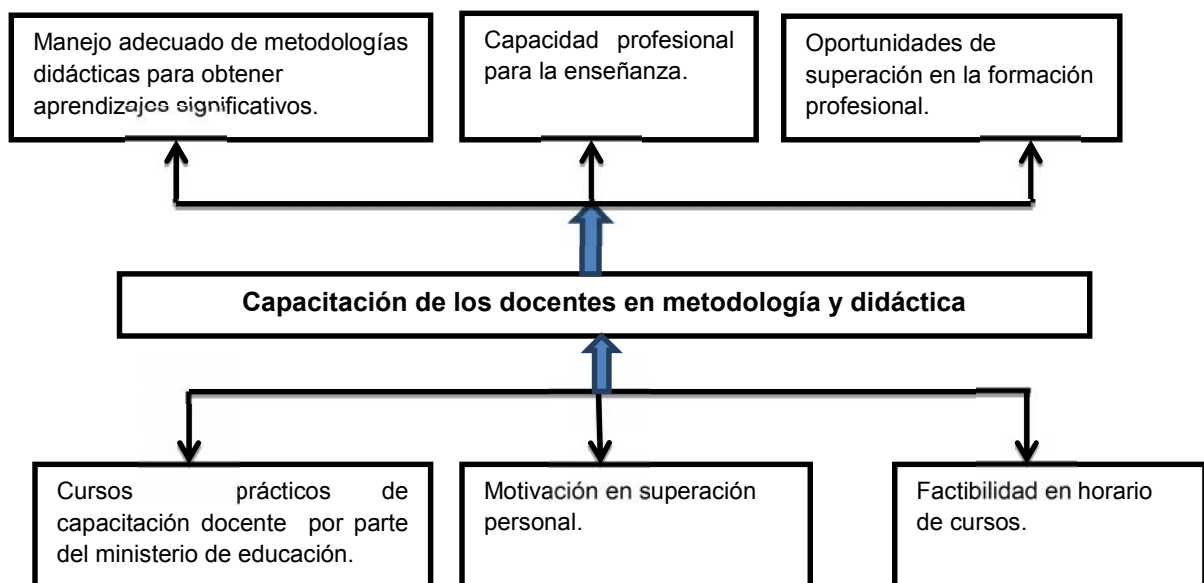 Manejo adecuado de metodologías
didácticas para obtener
aprendizajes significativos.
Capacidad profesional
para la enseñanza.
Oportunidades de
superación en la formación
profesional.
Capacitación de los docentes en metodología y didáctica
Cursos prácticos de
capacitación docente por parte
del ministerio de educación.
Motivación en superación
personal.
Factibilidad en horario
de cursos.